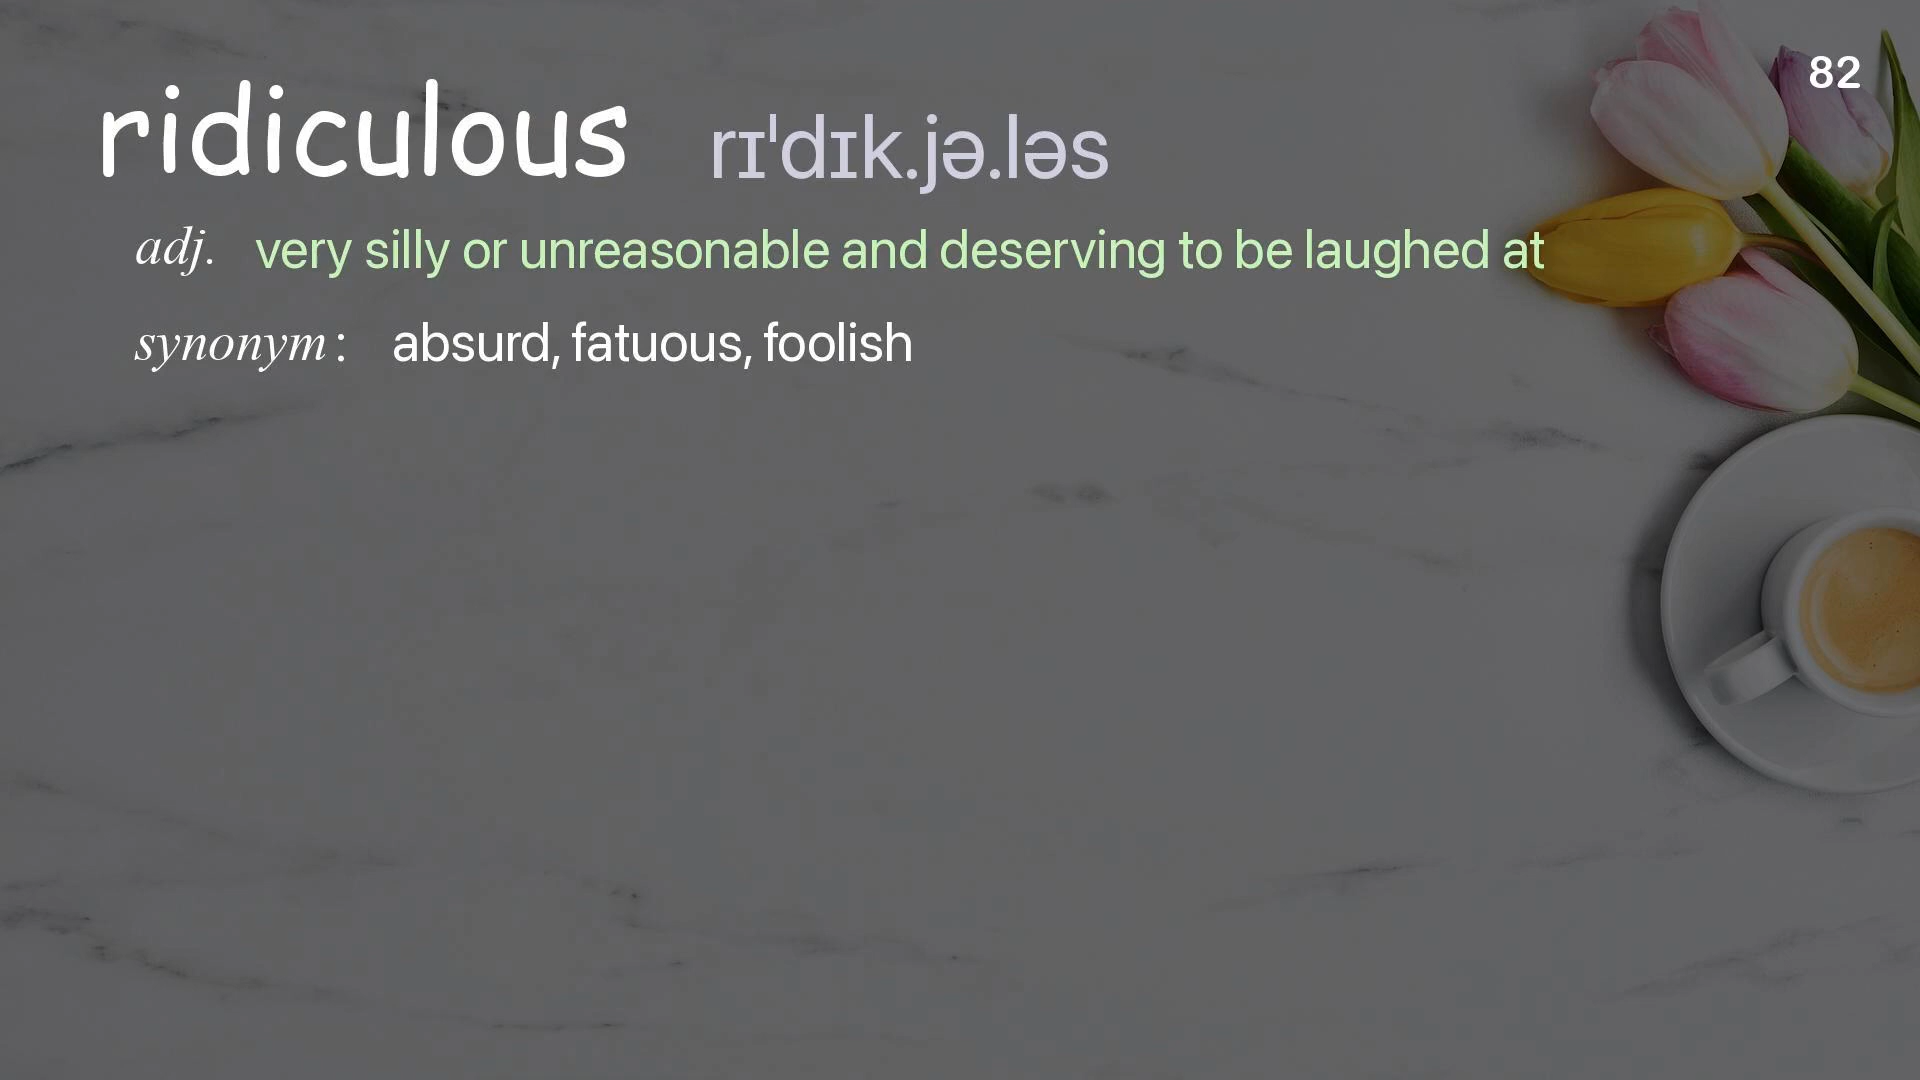 82
ridiculous rɪˈdɪk.jə.ləs
adj. very silly or unreasonable and deserving to be laughed at
synonym : absurd, fatuous, foolish